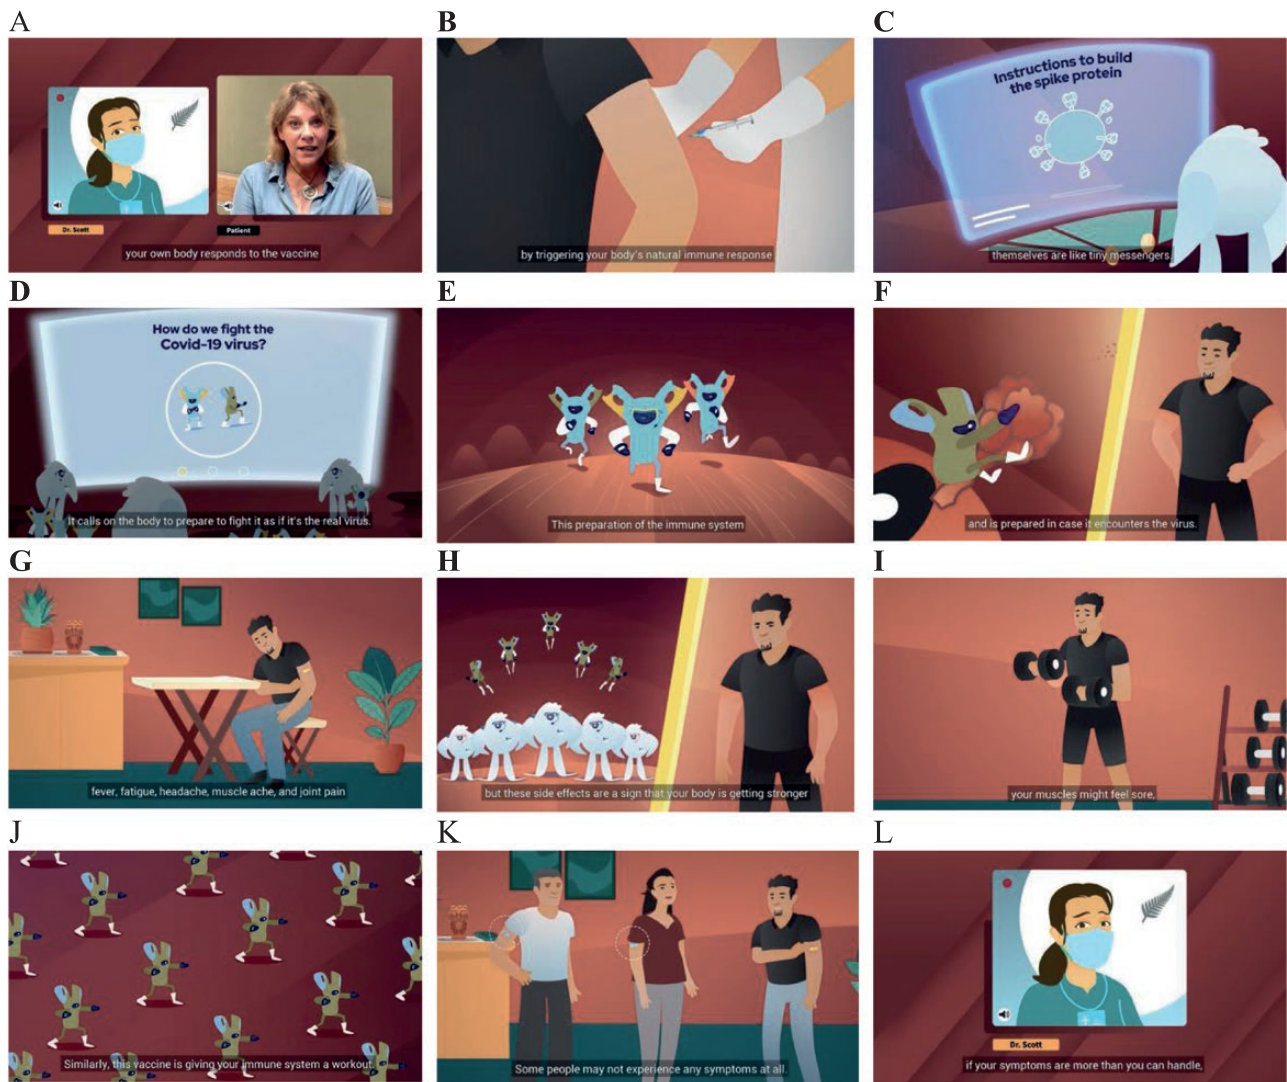 A
Dr. Scott
Patient
your own body responds to the vaccine
B
by triggering your body's natural immune response
C
Instructions to build
the spike protein
themselves are like tiny messengers.
D
How do we fight the
Covid-19 virus?
It calls on the body to prepare to fight it as if it's the real virus.
E
This preparation of the immune system
F
and is prepared in case it encounters the virus.
G
fever, fatigue, headache, muscle ache, and joint pain
H
but these side effects are a sign that your body is getting stronger
I
your muscles might feel sore,
J
Similarly, this vaccine is giving your immune system a workout.
K
Some people may not experience any symptoms at all.
L
Dr. Scott
if your symptoms are more than you can handle,